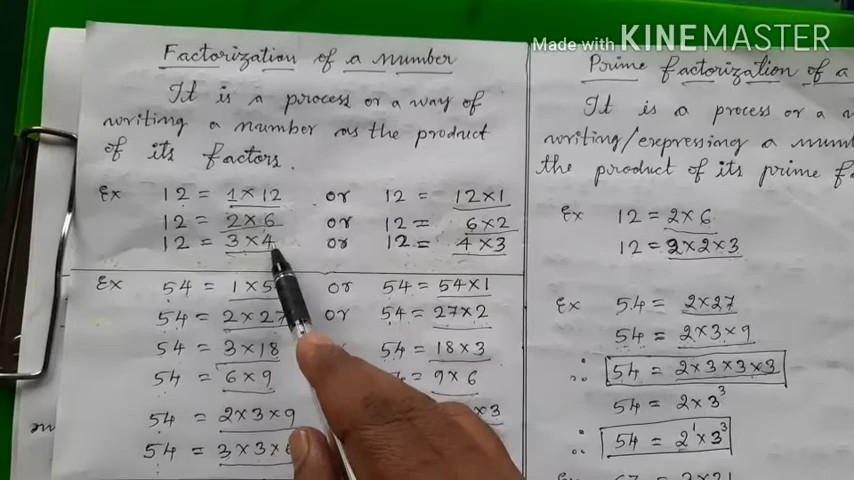 Made with KINEMASTER
Factorization of a number
It is a process or a way of
writing a number as the product
of its factors.
Ex 12 = 1×12 or 12 = 12×1
12 = 2×6 or 12 = 6×2
12 = 3×4 or 12 = 4×3
Ex 54 = 1×5 or 54 = 54×1
54 = 2×27 or 54 = 27×2
54 = 3×18 54 = 18×3
54 = 6×9 9×6
54 = 2×3×9 ×3
54 = 3×3×6
Prime factorization of a
It is a process or a
writing/expressing a num
the product of its prime fa
Ex 12 = 2×6
12 = 2×2×3
Ex 54 = 2×27
54 = 2×3×9
∴ 54 = 2×3×3×3
54 = 2×3³
∴ 54 = 2¹×3³